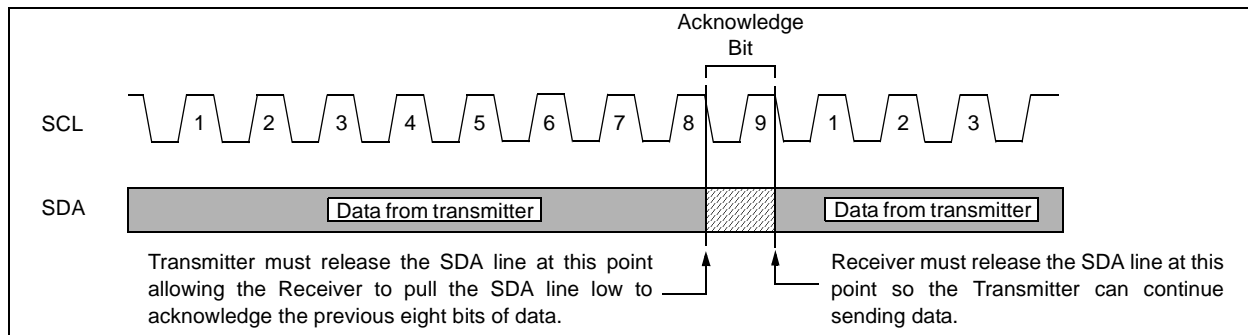 Acknowledge
Bit
SCL
1 2 3 4 5 6 7 8 9 1 2 3
SDA
Data from transmitter Data from transmitter
Transmitter must release the SDA line at this point
allowing the Receiver to pull the SDA line low to
acknowledge the previous eight bits of data.
Receiver must release the SDA line at this
point so the Transmitter can continue
sending data.